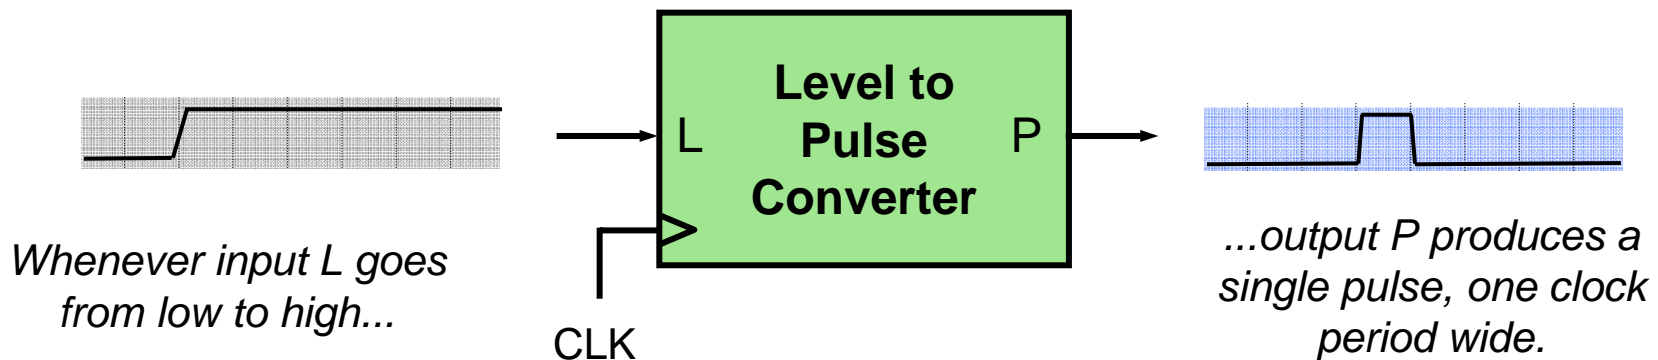 Whenever input L goes
from low to high...
L
Level to
Pulse
Converter
P
CLK
...output P produces a
single pulse, one clock
period wide.